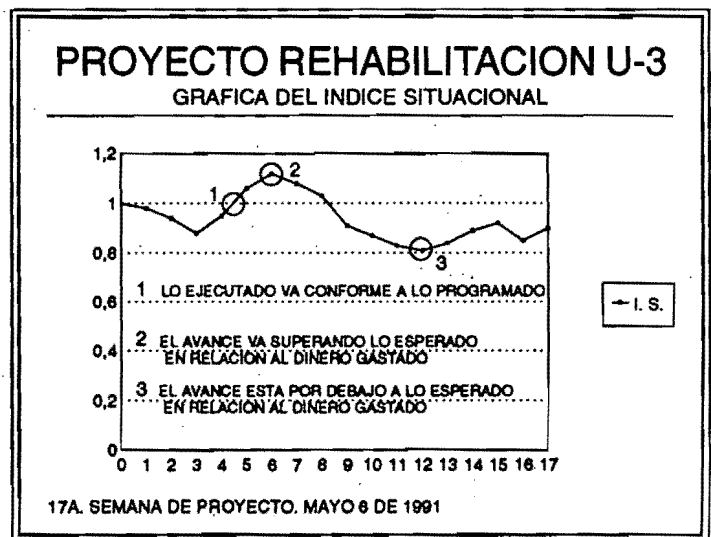 PROYECTO REHABILITACION U-3
GRAFICA DEL INDICE SITUACIONAL
1,2
1
0,8
0,6
0,4
0,2
0
1
2
3
1 LO EJECUTADO VA CONFORME A LO PROGRAMADO
2 EL AVANCE VA SUPERANDO LO ESPERADO
EN RELACION AL DINERO GASTADO
3 EL AVANCE ESTA POR DEBAJO A LO ESPERADO
EN RELACION AL DINERO GASTADO
I. S.
0 1 2 3 4 5 6 7 8 9 10 11 12 13 14 15 16 17
17A. SEMANA DE PROYECTO. MAYO 6 DE 1991